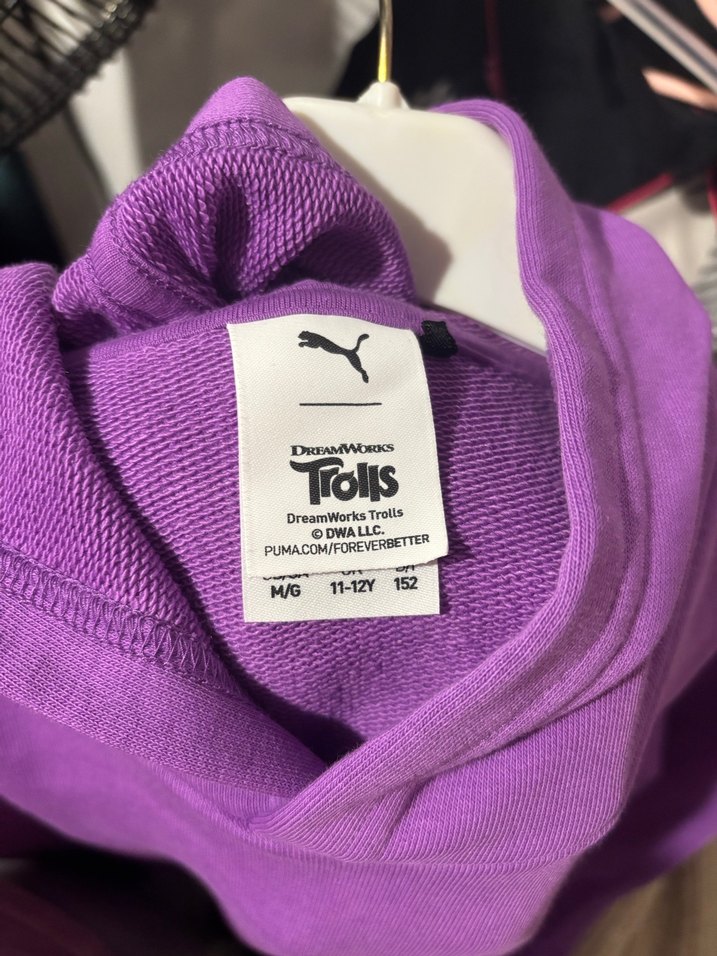 DREAMWORKS
Trolls
DreamWorks Trolls
© DWA LLC.
PUMA.COM/FOREVERBETTER
M/G 11-12Y 152